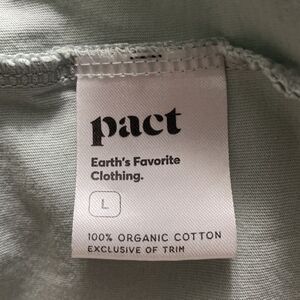 pact
Earth's Favorite
Clothing.
L
100% ORGANIC COTTON
EXCLUSIVE OF TRIM